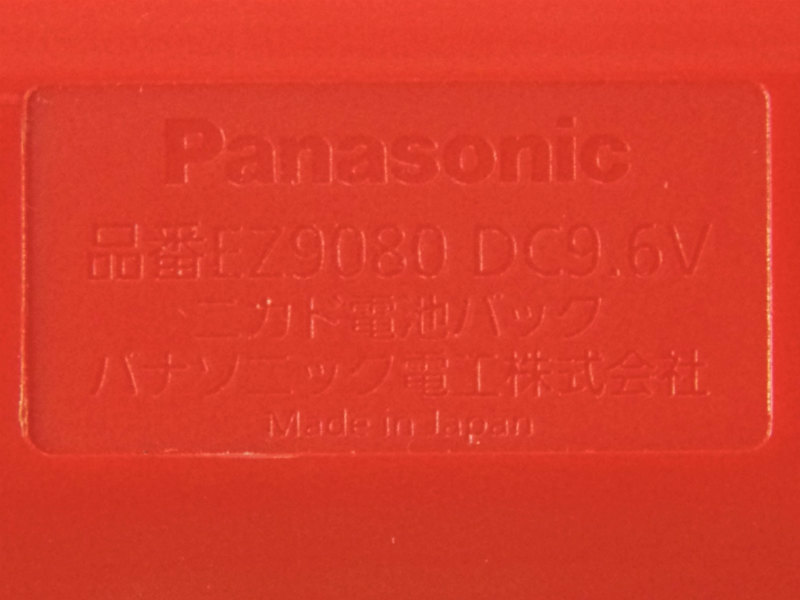 Panasonic
品番EZ9080 DC9.6V
ニカド電池パック
パナソニック電工株式会社
Made in Japan